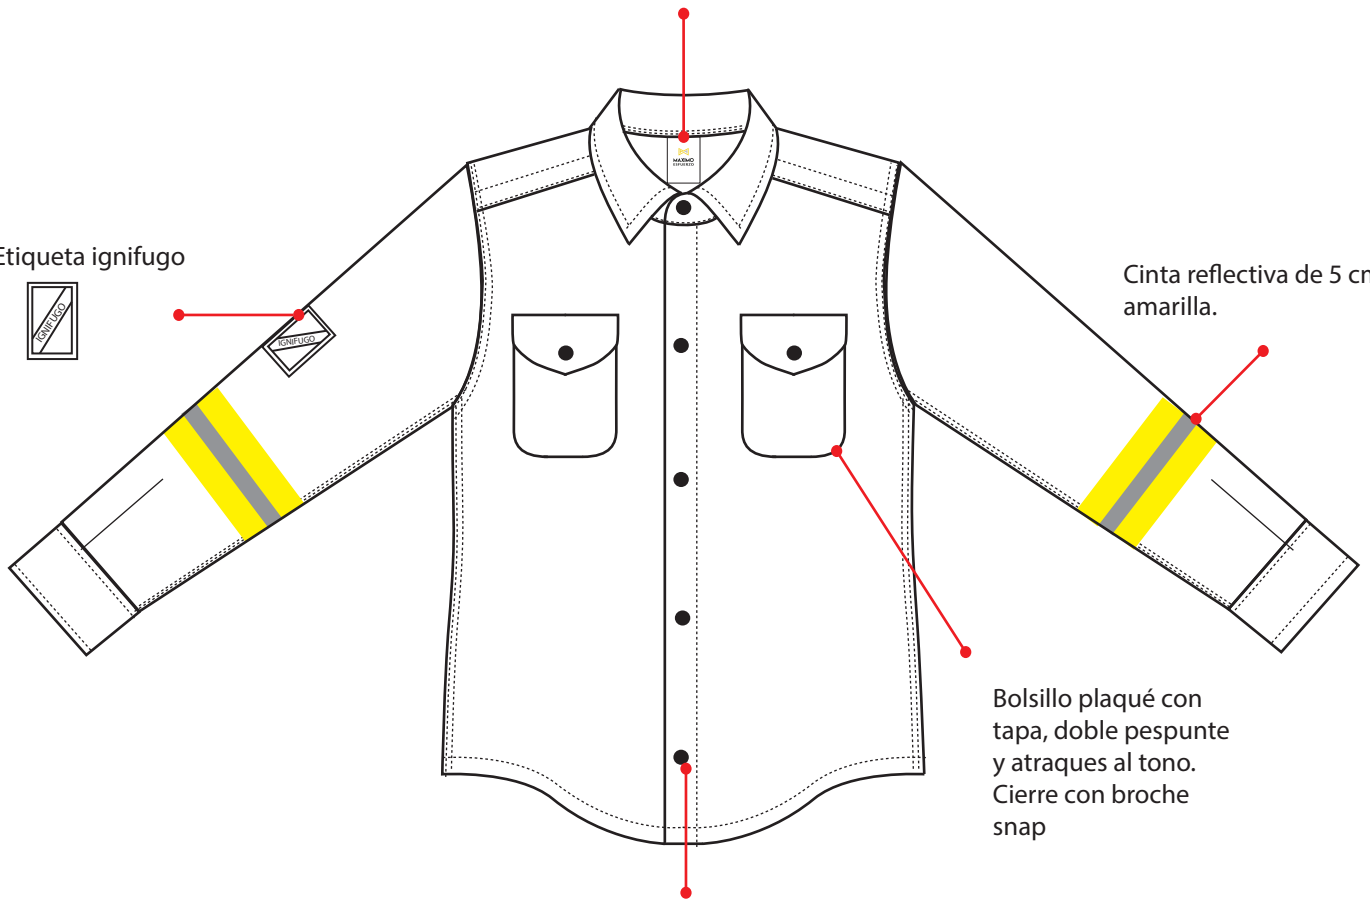 MAXIMO
ESFUERZO
Etiqueta ignifugo
IGNIFUGO
IGNIFUGO
Cinta reflectiva de 5 cm
amarilla.
Bolsillo plaqué con
tapa, doble pespunte
y atraques al tono.
Cierre con broche
snap